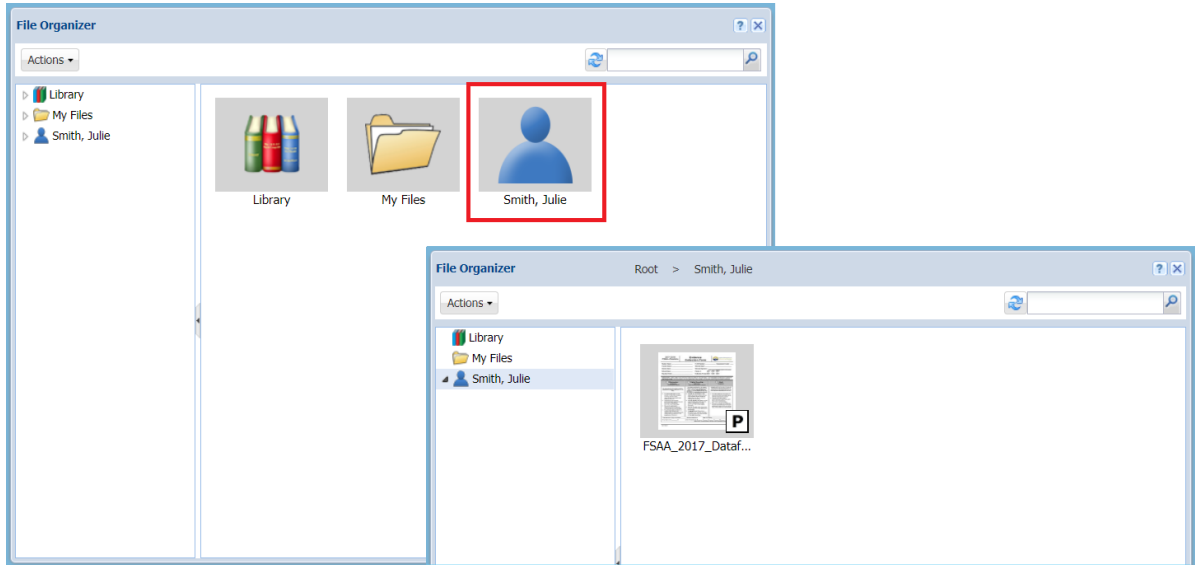 File Organizer
?
Actions
Library
My Files
Smith, Julie
Library
My Files
Smith, Julie
File Organizer
Root > Smith, Julie
?
Actions
Library
My Files
Smith, Julie
P
FSAA_2017_Dataf...